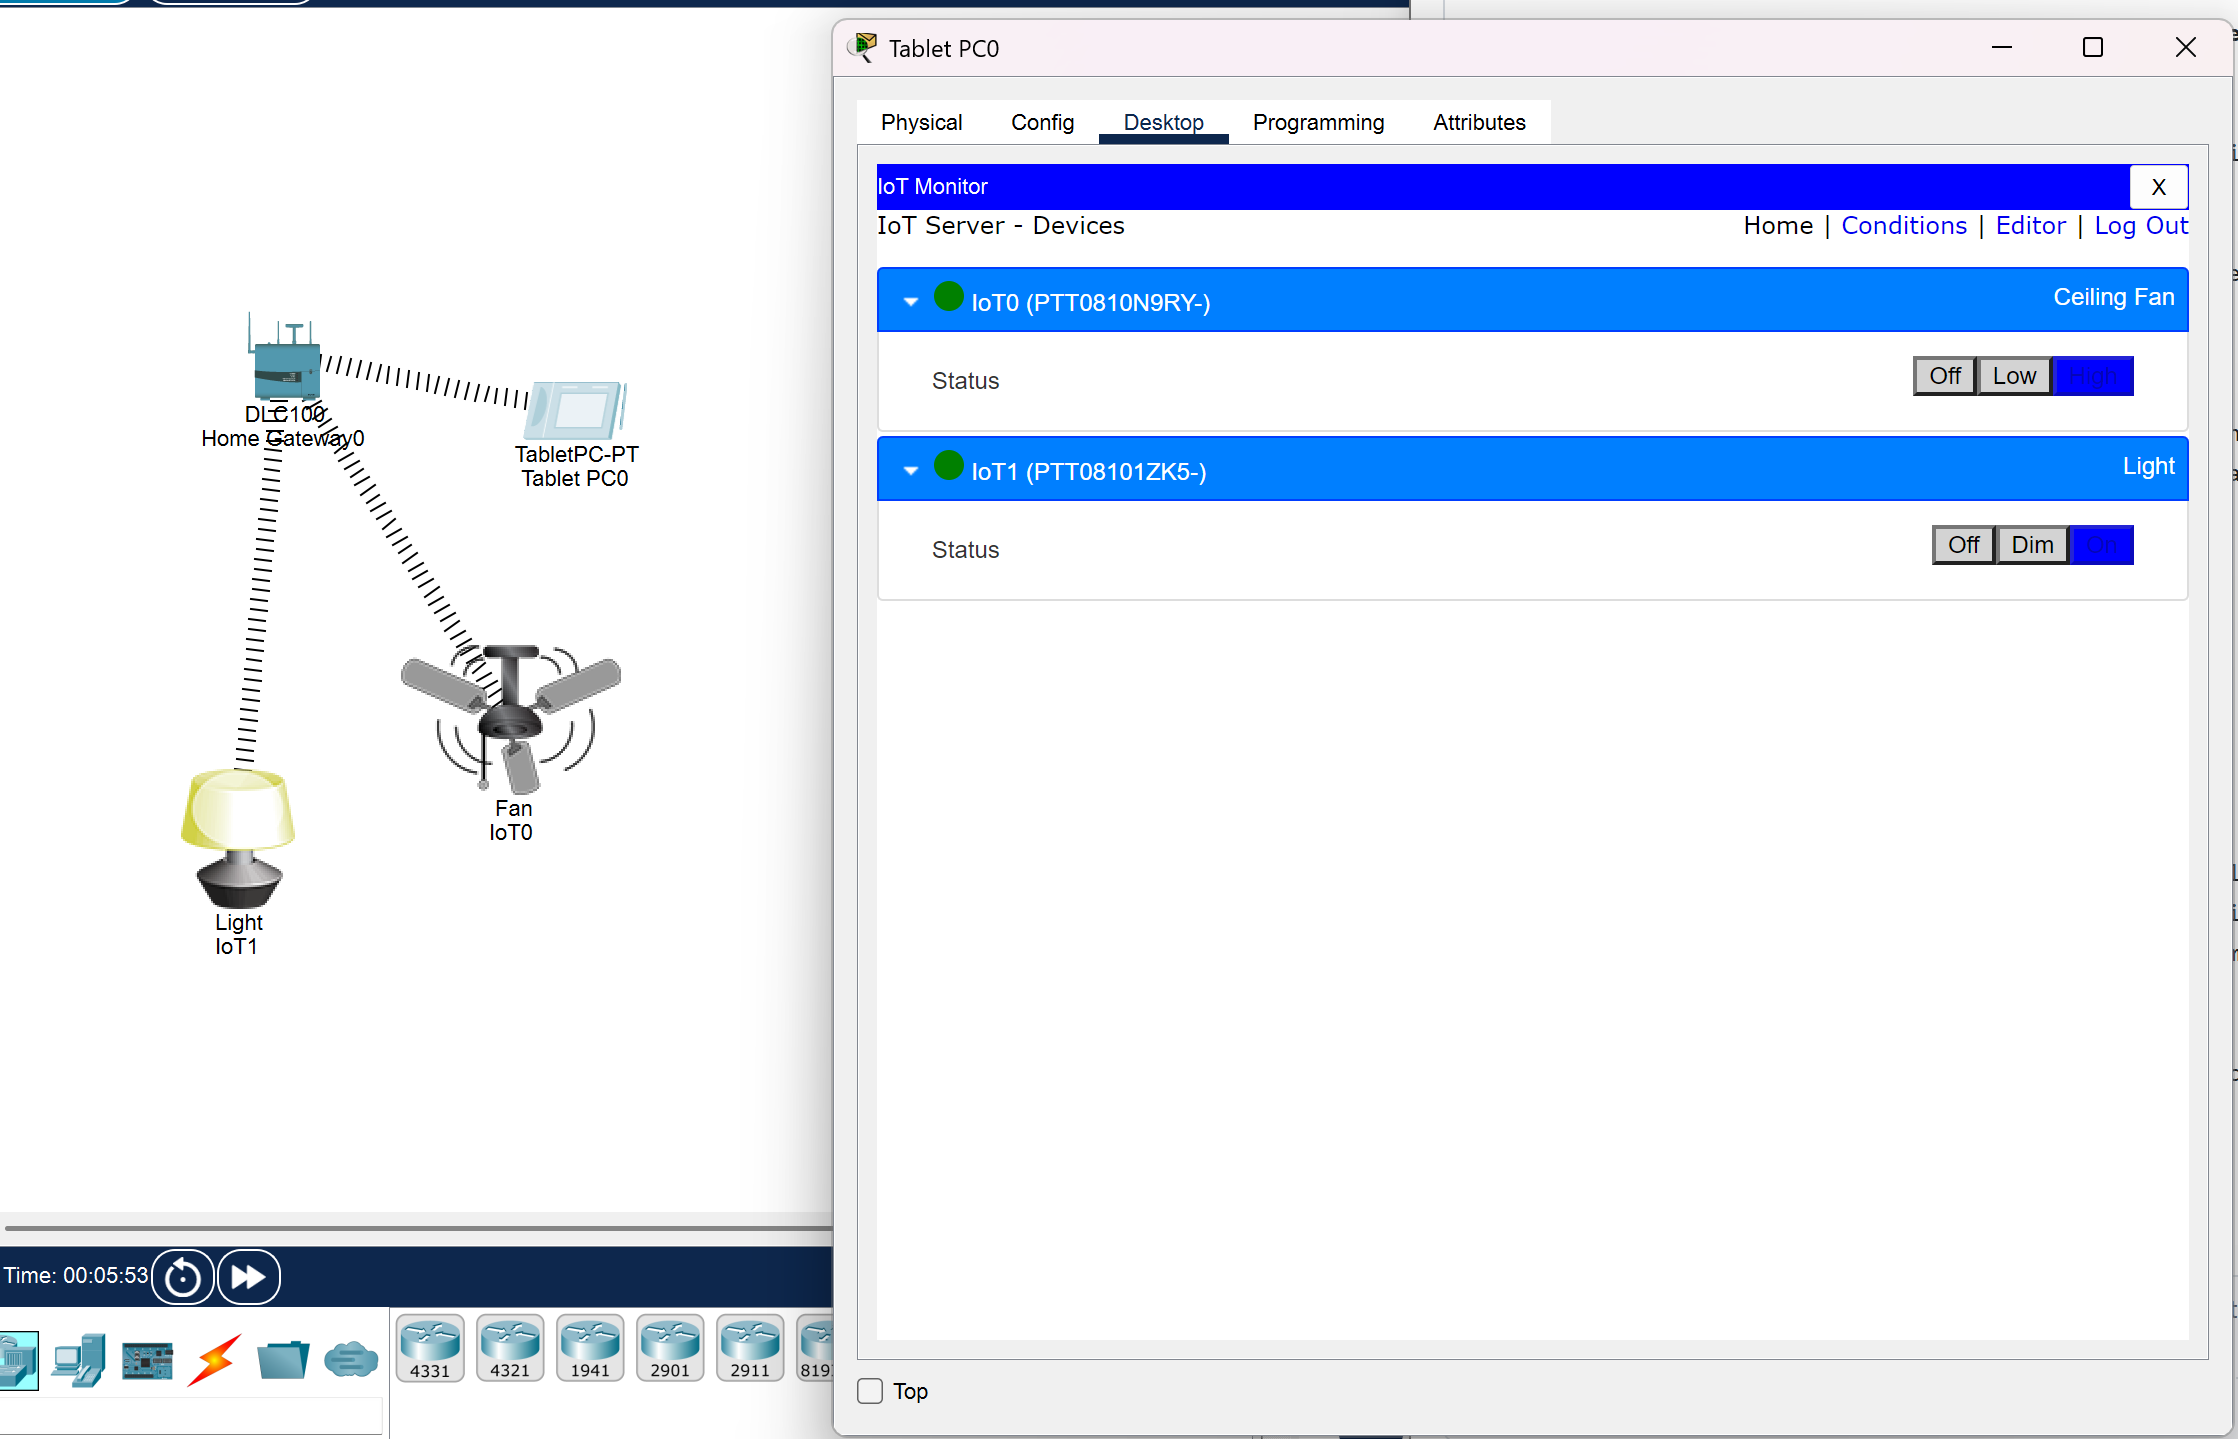 Tablet PC0
Physical Config Desktop Programming Attributes
IoT Monitor X
IoT Server - Devices Home | Conditions | Editor | Log Out
IoT0 (PTT0810N9RY-) Ceiling Fan
Status Off Low High
IoT1 (PTT08101ZK5-) Light
Status Off Dim On
Top
DLC100
Home Gateway0
TabletPC-PT
Tablet PC0
Fan
IoT0
Light
IoT1
Time: 00:05:53
4331 4321 1941 2901 2911 819